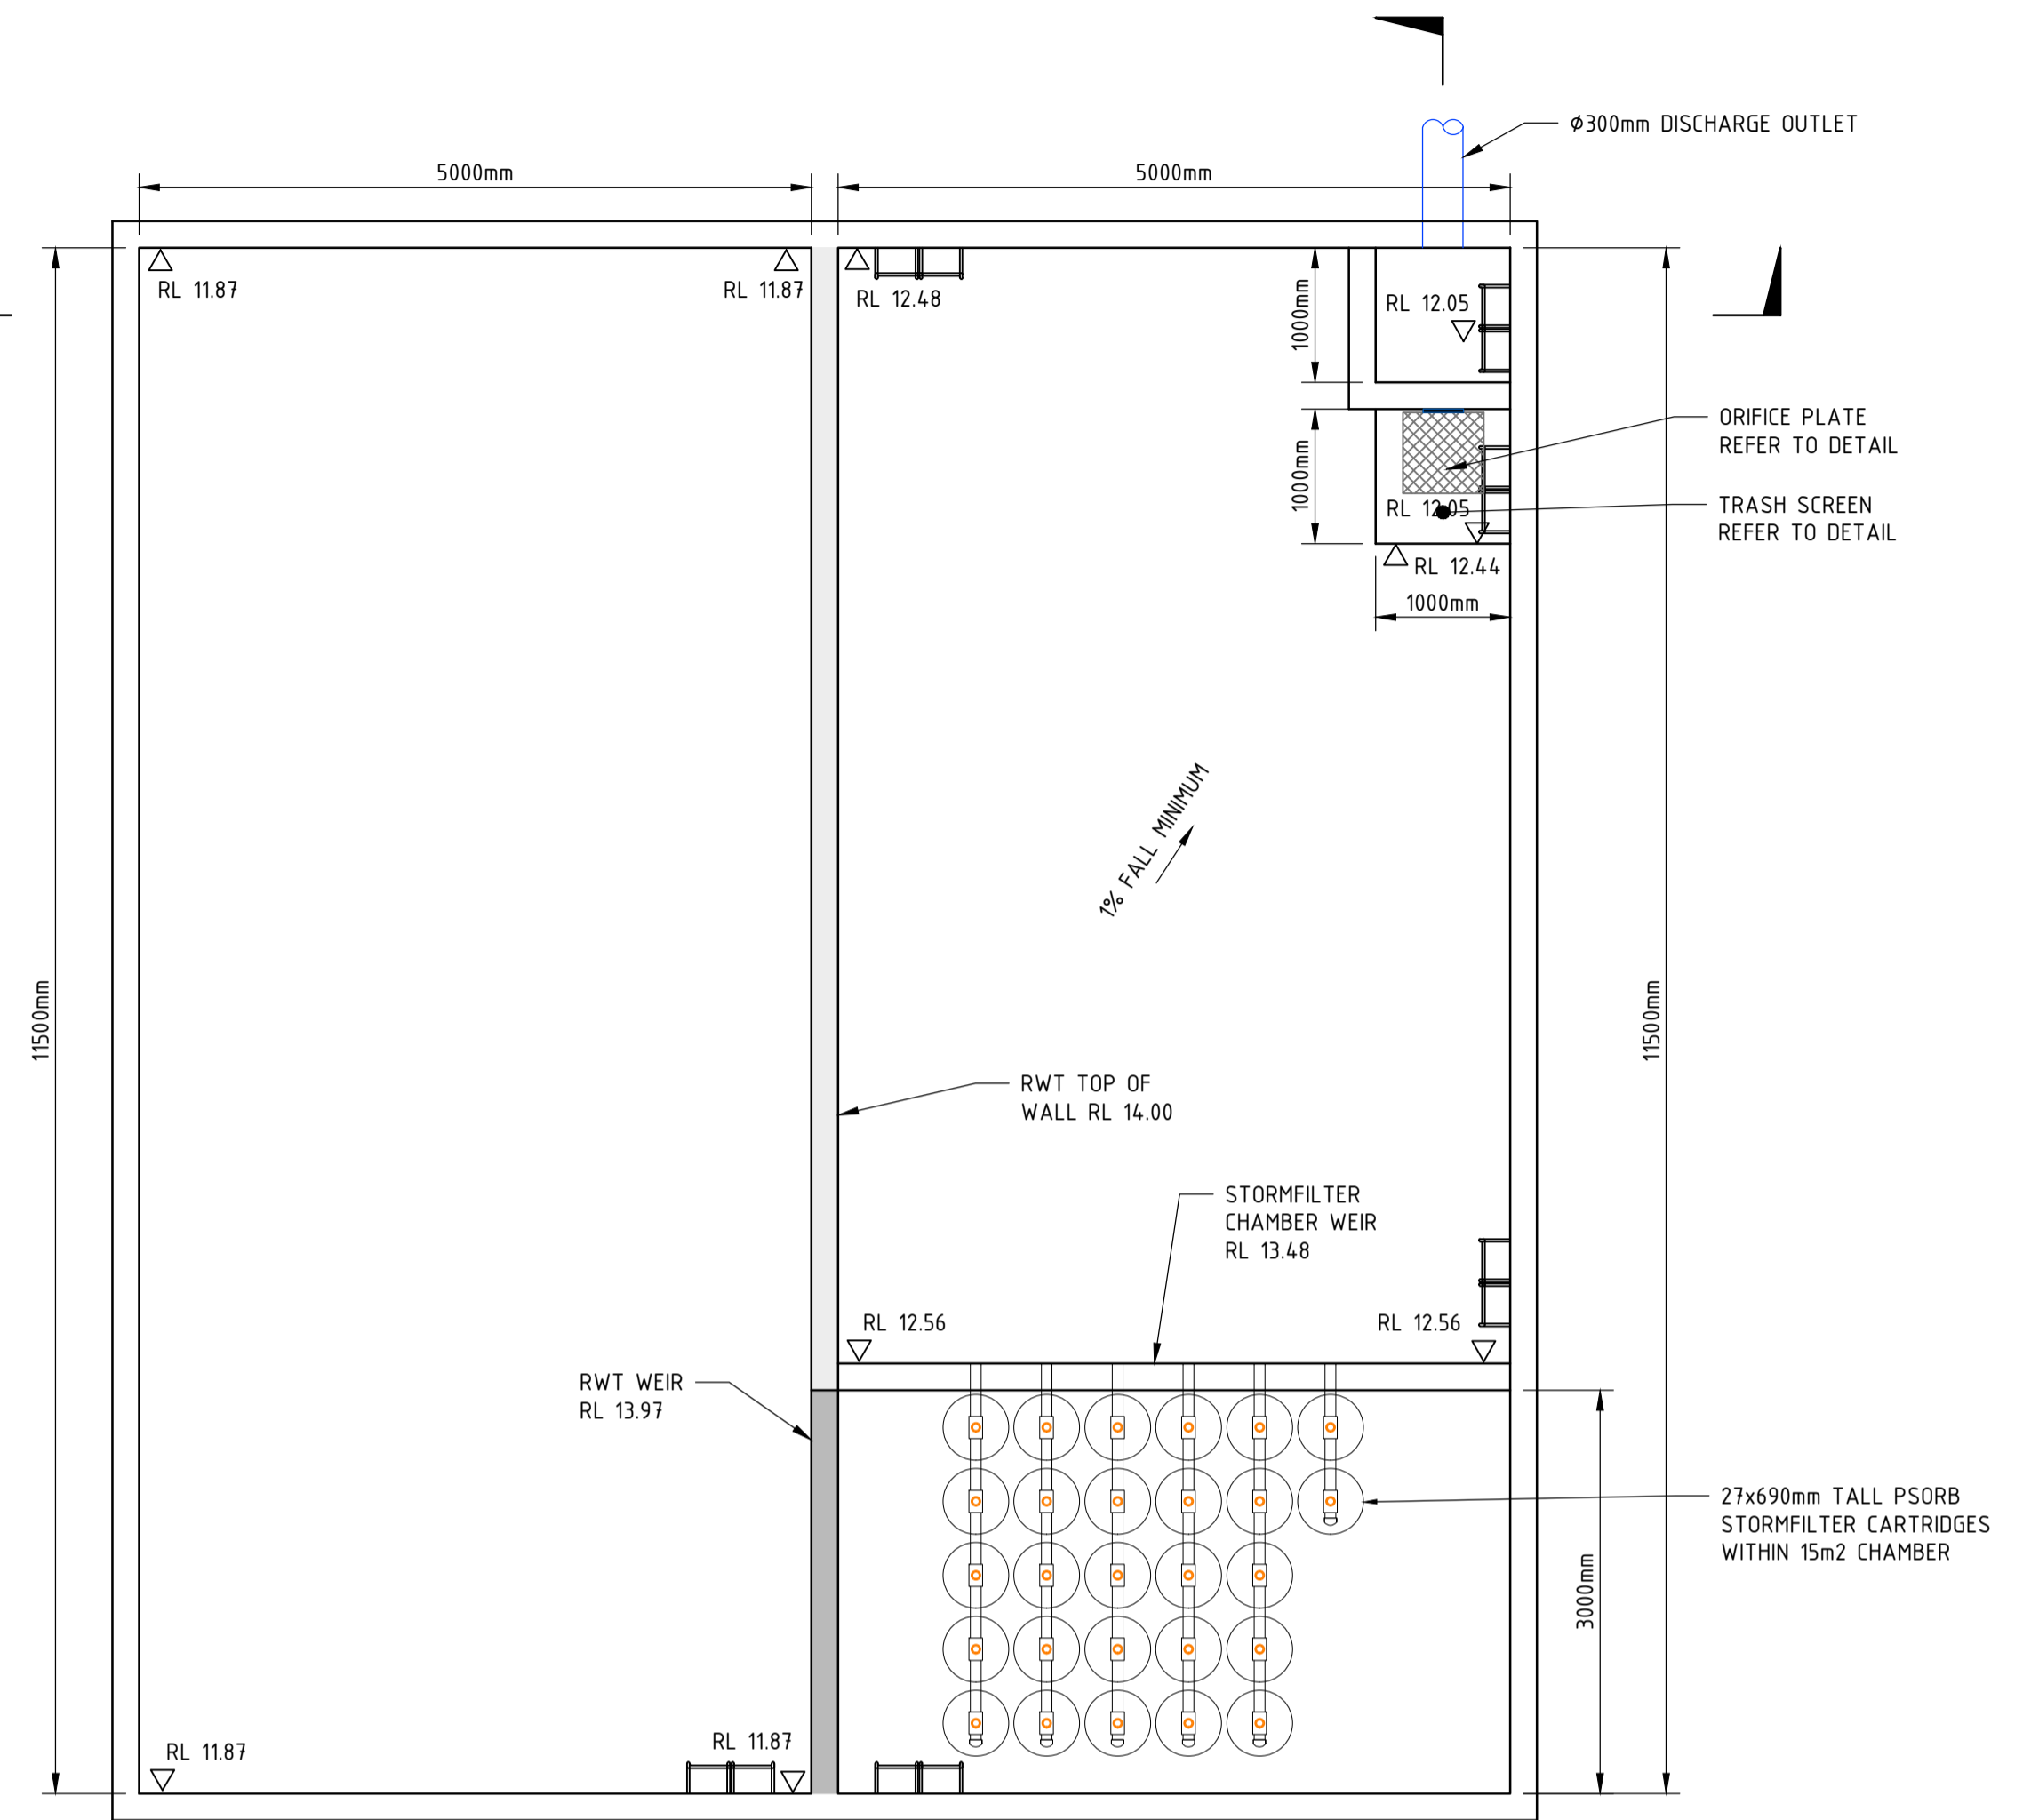 Ø300mm DISCHARGE OUTLET
5000mm
5000mm
RL 11.87
RL 11.87
RL 12.48
1000mm
RL 12.05
ORIFICE PLATE
REFER TO DETAIL
1000mm
RL 12.05
TRASH SCREEN
REFER TO DETAIL
RL 12.44
1000mm
1% FALL MINIMUM
11500mm
11500mm
RWT TOP OF
WALL RL 14.00
STORMFILTER
CHAMBER WEIR
RL 13.48
RL 12.56
RL 12.56
RWT WEIR
RL 13.97
27x690mm TALL PSORB
STORMFILTER CARTRIDGES
WITHIN 15m2 CHAMBER
3000mm
RL 11.87
RL 11.87